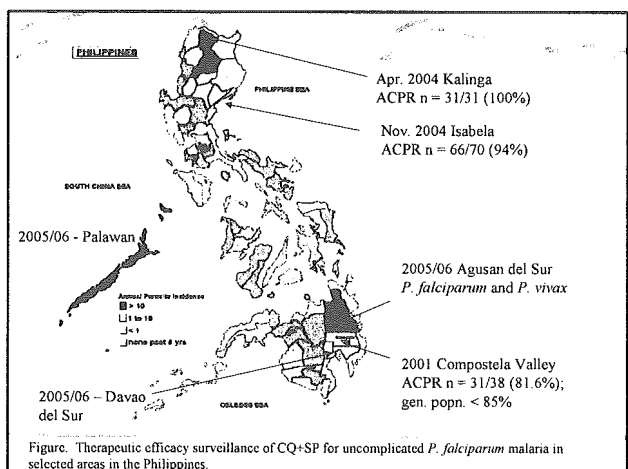 PHILIPPINES
Apr. 2004 Kalinga
ACPR n = 31/31 (100%)
PHILIPPINE SEA
Nov. 2004 Isabela
ACPR n = 66/70 (94%)
SOUTH CHINA SEA
2005/06 - Palawan
2005/06 Agusan del Sur
P. falciparum and P. vivax
Annual Parasite Incidence
> 10
1 to 10
< 1
none past 5 yrs
2001 Compostela Valley
ACPR n = 31/38 (81.6%);
gen. popn. < 85%
2005/06 – Davao
del Sur
CELEBES SEA
Figure. Therapeutic efficacy surveillance of CQ+SP for uncomplicated P. falciparum malaria in
selected areas in the Philippines.